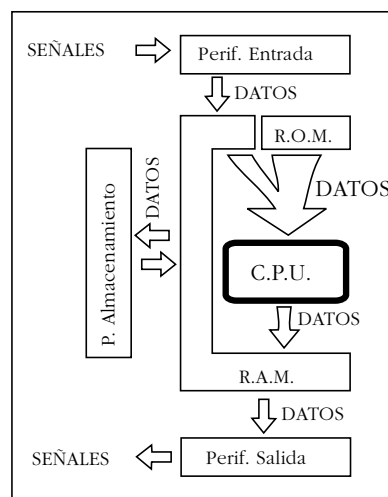 SEÑALES
Perif. Entrada
DATOS
R.O.M.
DATOS
P. Almacenamiento
DATOS
C.P.U.
DATOS
R.A.M.
DATOS
SEÑALES
Perif. Salida